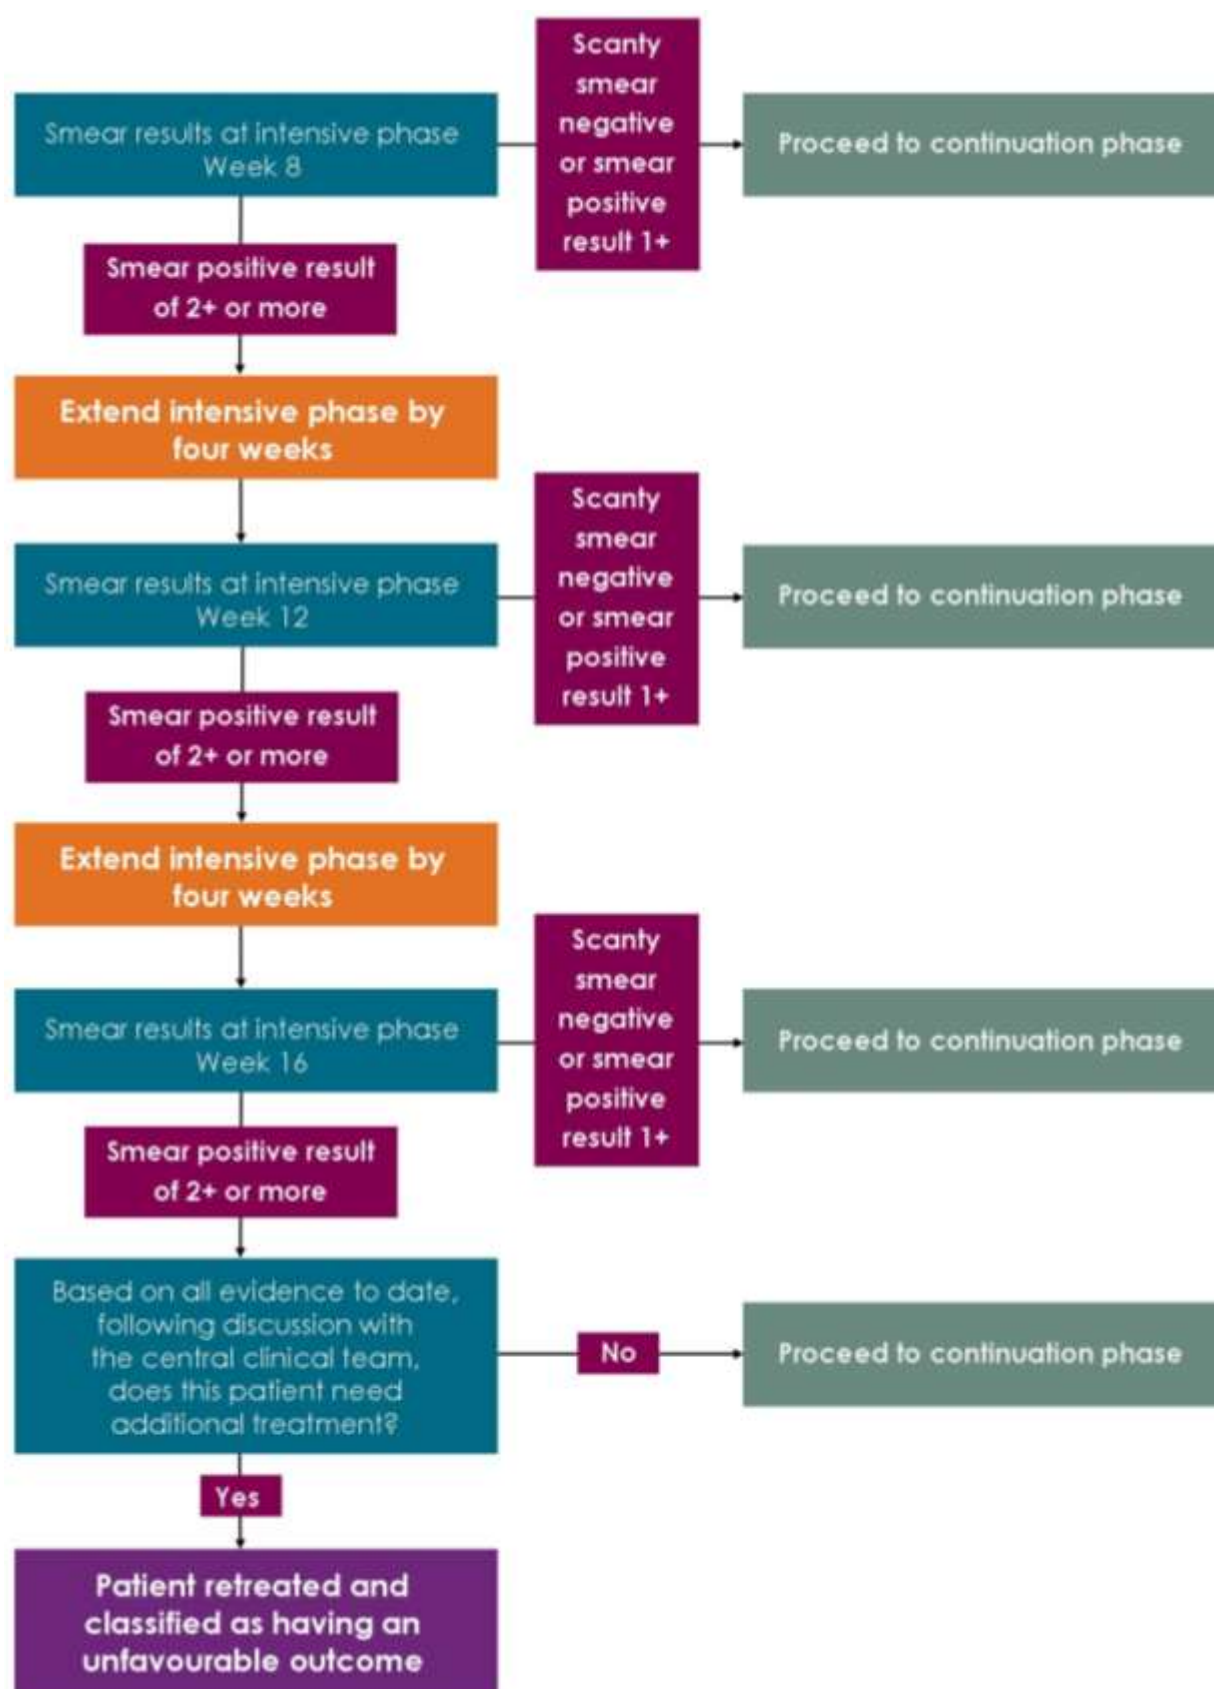 Scanty
smear
negative
or smear
positive
result 1+
Smear results at intensive phase
Week 8
Proceed to continuation phase
Smear positive result
of 2+ or more
Extend intensive phase by
four weeks
Scanty
smear
negative
or smear
positive
result 1+
Smear results at intensive phase
Week 12
Proceed to continuation phase
Smear positive result
of 2+ or more
Extend intensive phase by
four weeks
Scanty
smear
negative
or smear
positive
result 1+
Smear results at intensive phase
Week 16
Proceed to continuation phase
Smear positive result
of 2+ or more
Based on all evidence to date,
following discussion with
the central clinical team,
does this patient need
additional treatment?
No
Proceed to continuation phase
Yes
Patient retreated and
classified as having an
unfavourable outcome